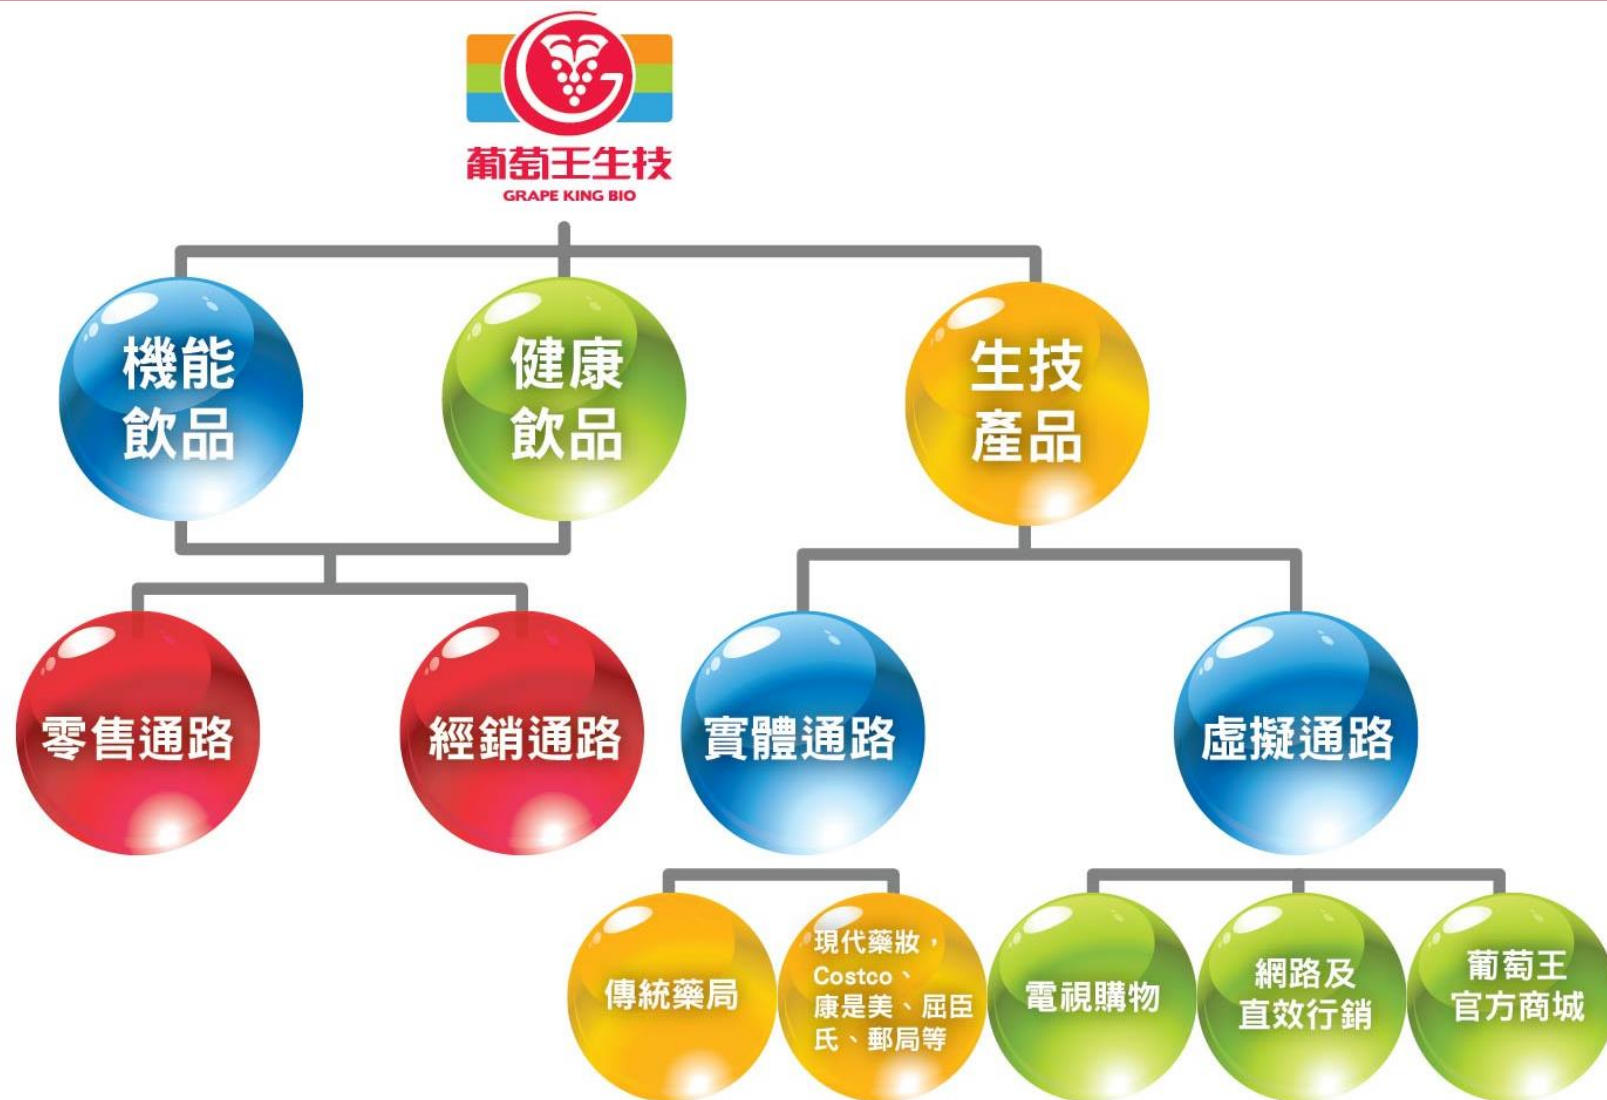 葡萄王生技
GRAPE KING BIO
機能
飲品
健康
飲品
生技
產品
零售通路
經銷通路
實體通路
虛擬通路
傳統藥局
現代藥妝，
Costco、
康是美、屈臣
氏、郵局等
電視購物
網路及
直效行銷
葡萄王
官方商城